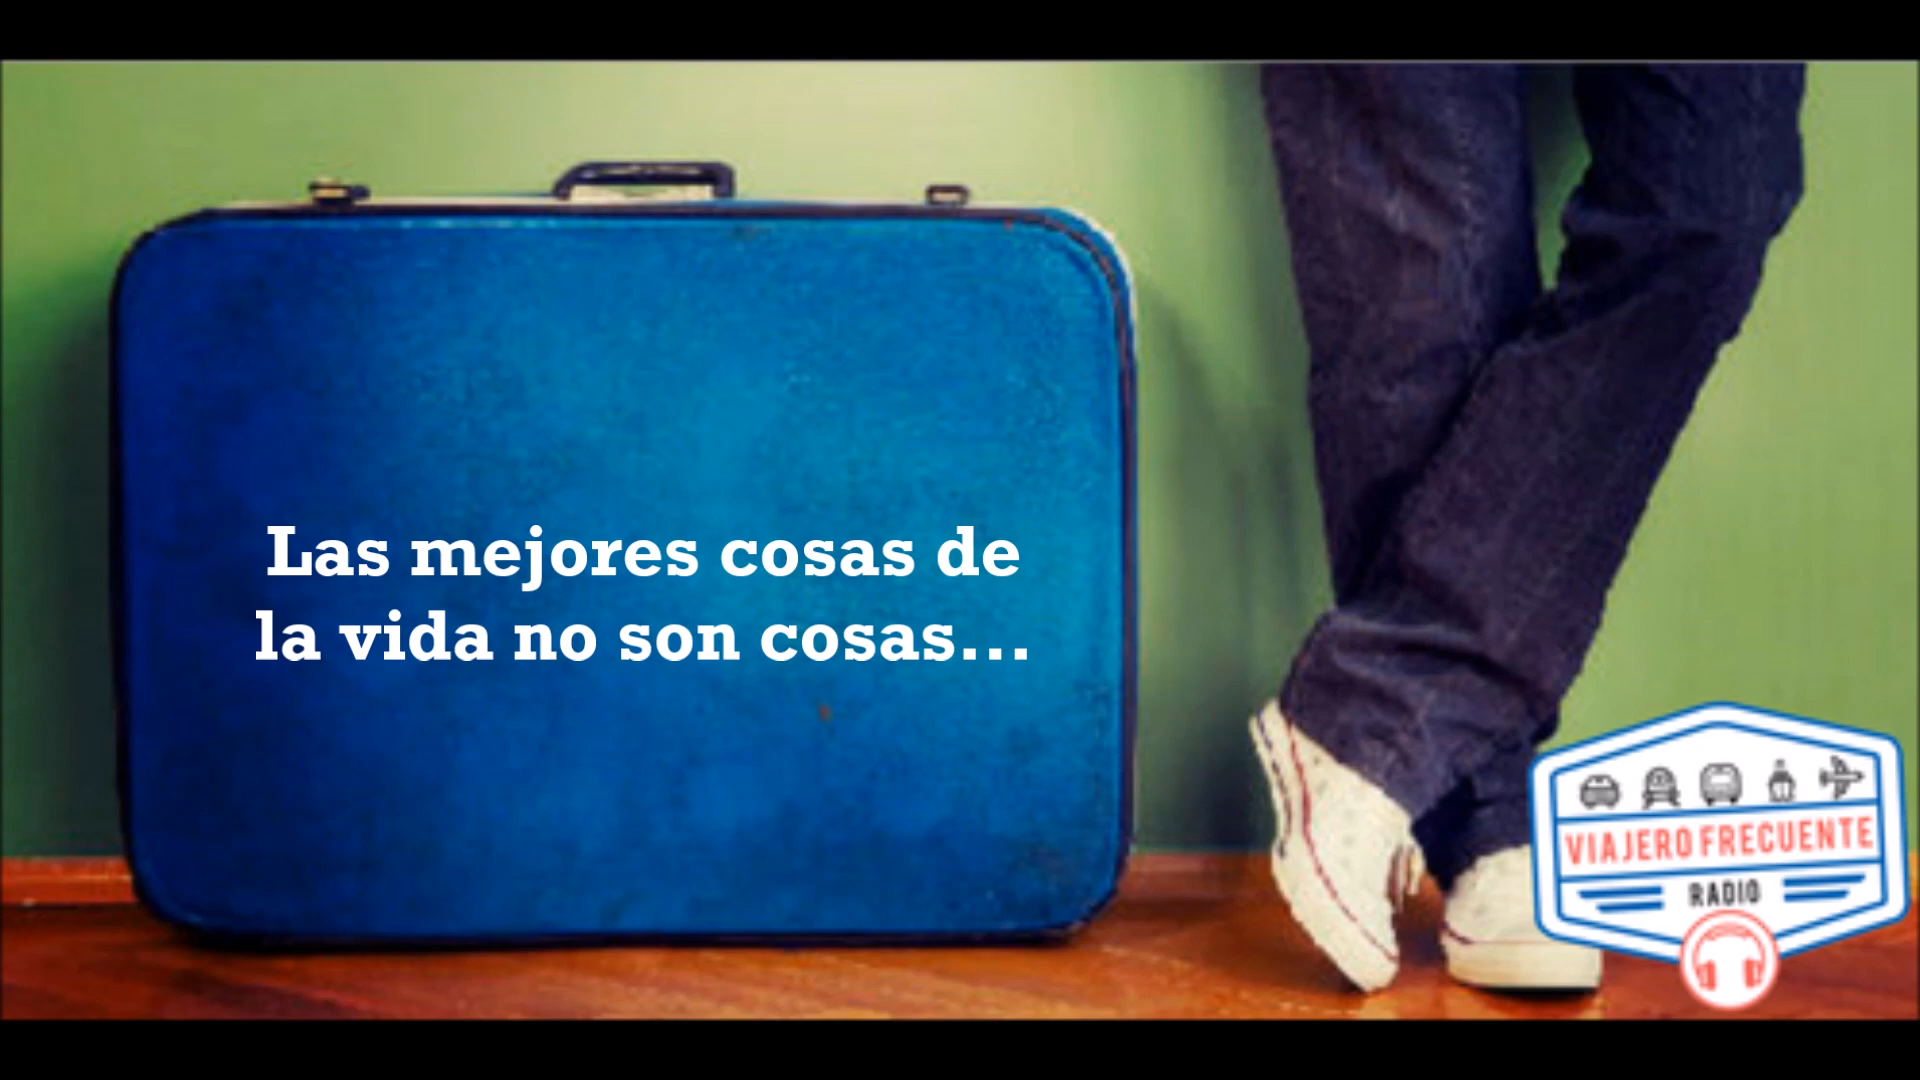 Las mejores cosas de
la vida no son cosas...
VIAJERO FRECUENTE
RADIO